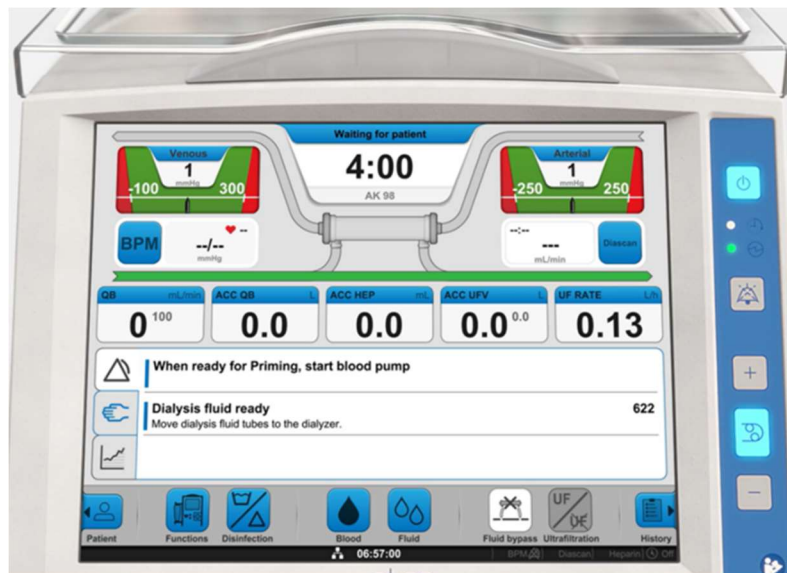 Waiting for patient
Venous
1
mmHg
-100 300
4:00
AK 98
Arterial
1
mmHg
-250 250
BPM
--/--
--
mmHg
--:--
---
mL/min
Diascan
QB mL/min
0 100
ACC QB L
0.0
ACC HEP mL
0.0
ACC UFV L
0.0 0.0
UF RATE L/h
0.13
When ready for Priming, start blood pump
Dialysis fluid ready 622
Move dialysis fluid tubes to the dialyzer.
UF
UF
Patient Functions Disinfection Blood Fluid Fluid bypass Ultrafiltration History
06:57:00 BPM Diascan Heparin Off